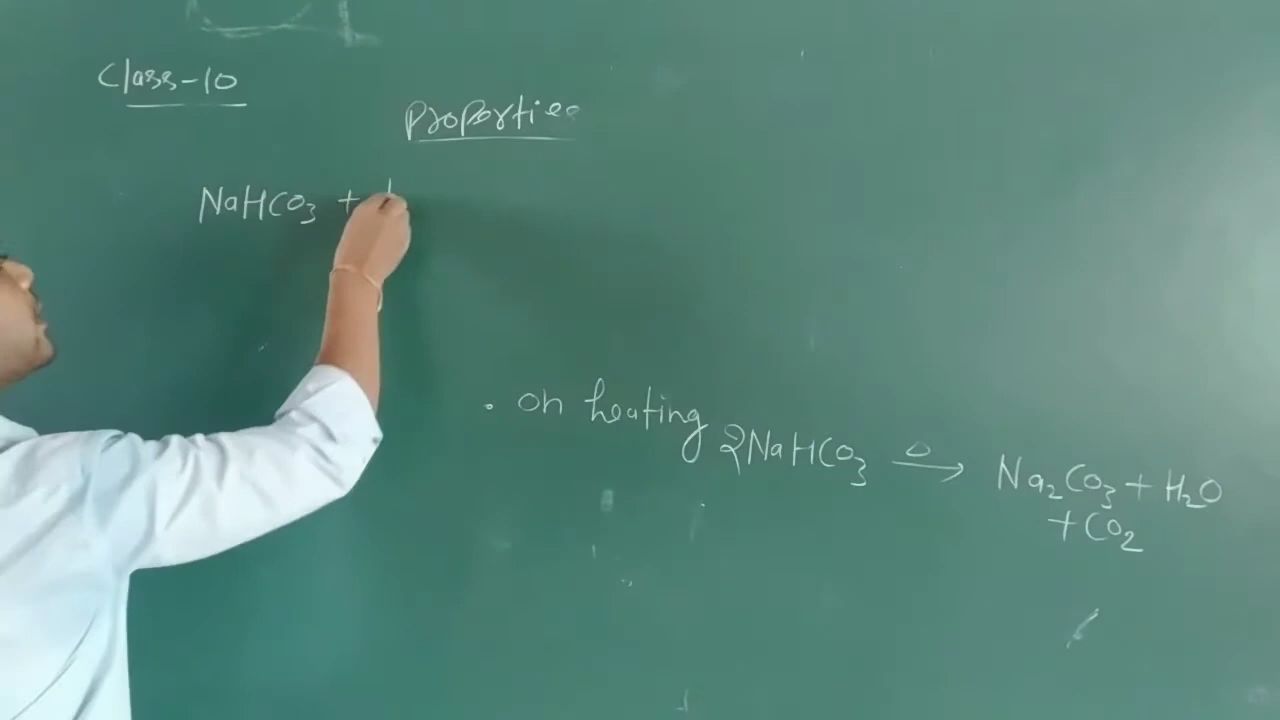 Class-10
Properties
NaHCO3 +
. on heating 2NaHCO3 →Δ Na2CO3 + H2O
+ CO2